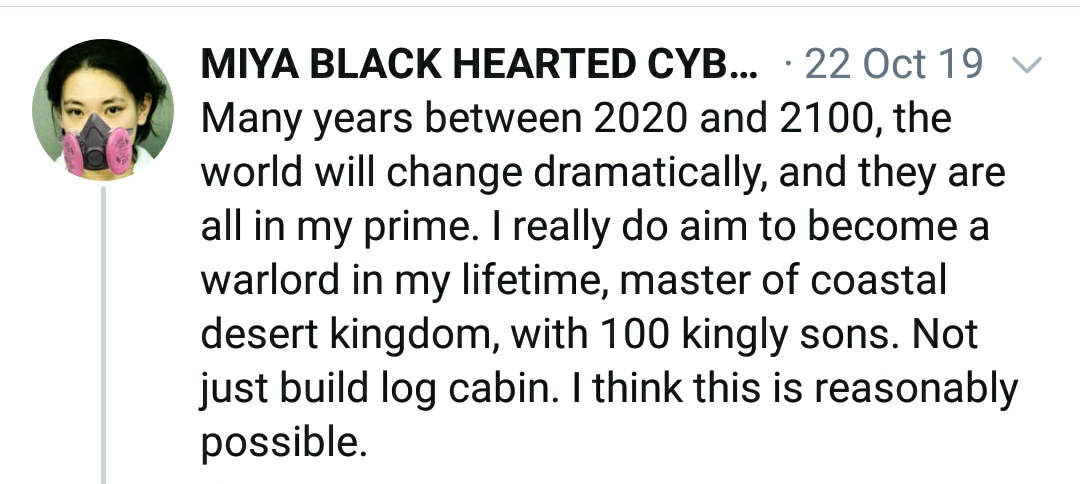 MIYA BLACK HEARTED CYB... · 22 Oct 19
Many years between 2020 and 2100, the
world will change dramatically, and they are
all in my prime. I really do aim to become a
warlord in my lifetime, master of coastal
desert kingdom, with 100 kingly sons. Not
just build log cabin. I think this is reasonably
possible.